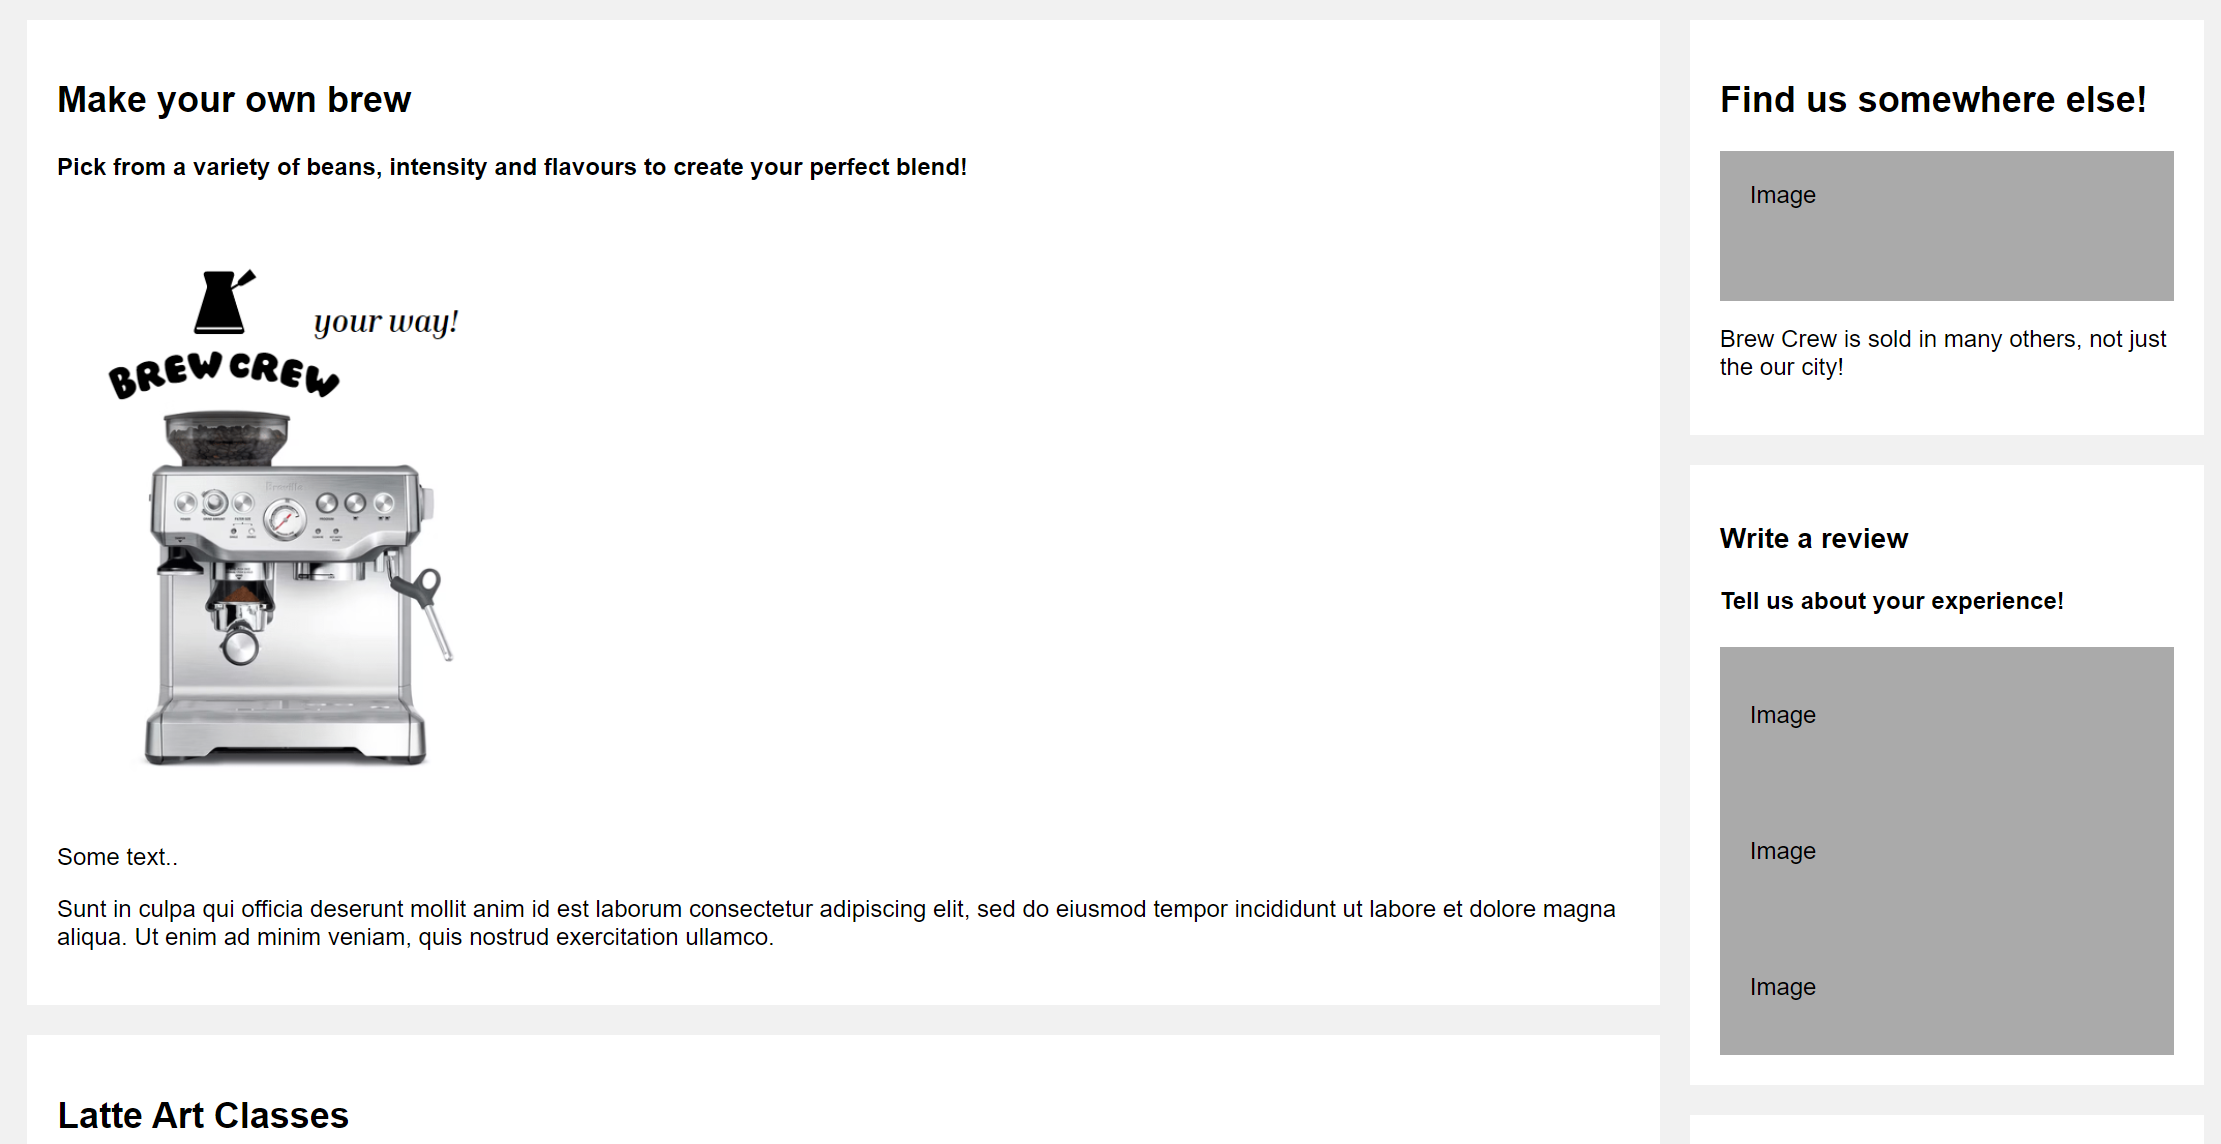 Make your own brew
Pick from a variety of beans, intensity and flavours to create your perfect blend!
your way!
BREW CREW
Some text..
Sunt in culpa qui officia deserunt mollit anim id est laborum consectetur adipiscing elit, sed do eiusmod tempor incididunt ut labore et dolore magna
aliqua. Ut enim ad minim veniam, quis nostrud exercitation ullamco.
Latte Art Classes
Find us somewhere else!
Image
Brew Crew is sold in many others, not just
the our city!
Write a review
Tell us about your experience!
Image
Image
Image